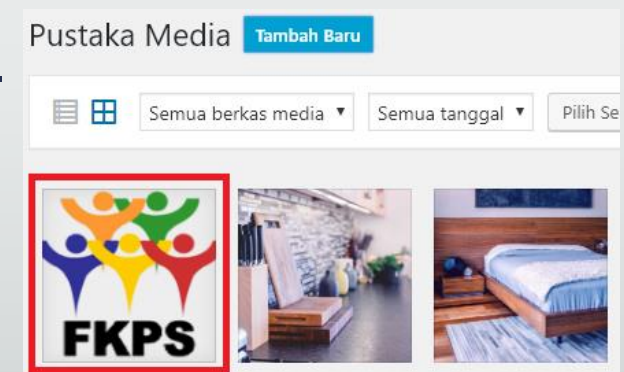 Pustaka Media Tambah Baru
Semua berkas media Semua tanggal Pilih Se
FKPS